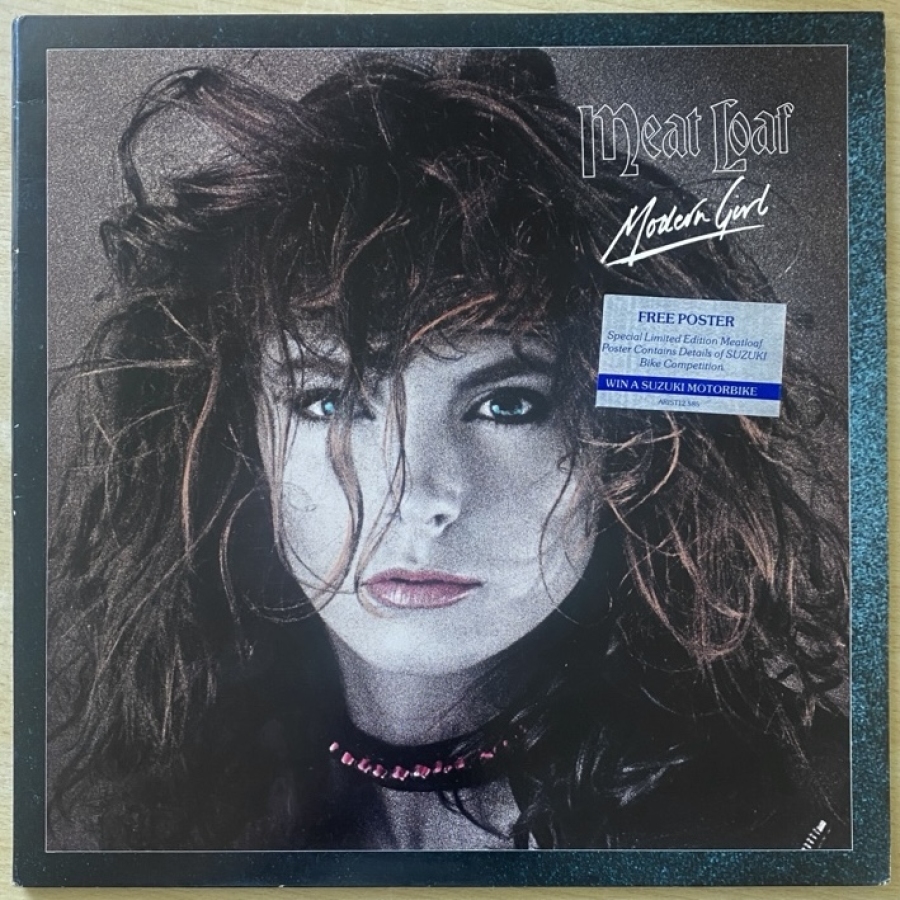 Meat Loaf
Modern Girl
FREE POSTER
Special Limited Edition Meatloaf
Poster Contains Details of SUZUKI
Bike Competition.
WIN A SUZUKI MOTORBIKE